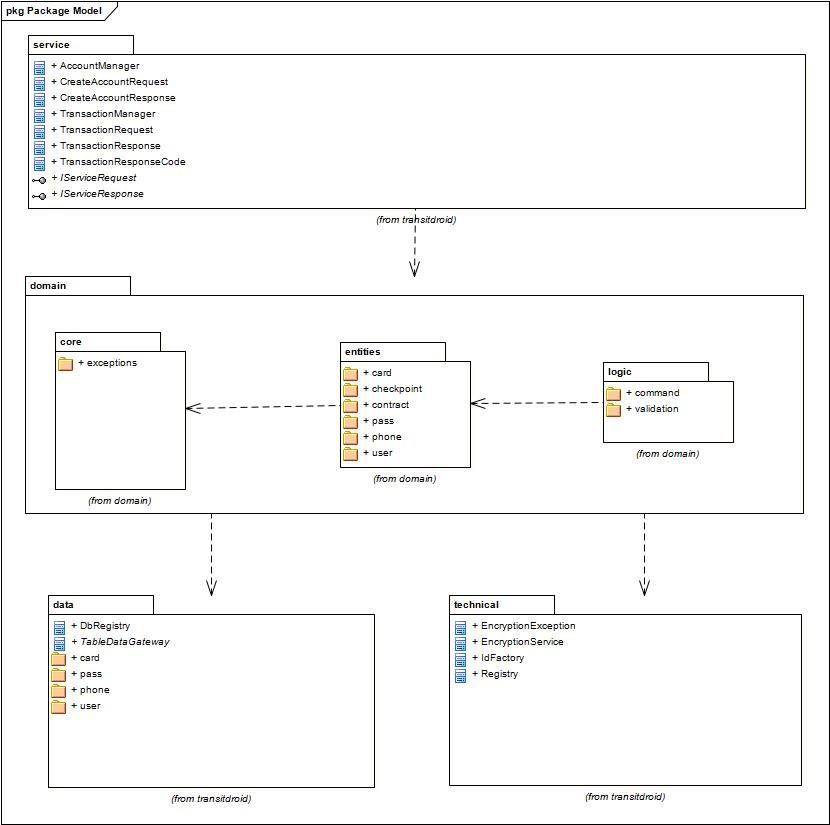 pkg Package Model
service
+ AccountManager
+ CreateAccountRequest
+ CreateAccountResponse
+ TransactionManager
+ TransactionRequest
+ TransactionResponse
+ TransactionResponseCode
+ IServiceRequest
+ IServiceResponse
(from transitdroid)
domain
core
+ exceptions
(from domain)
entities
+ card
+ checkpoint
+ contract
+ pass
+ phone
+ user
(from domain)
logic
+ command
+ validation
(from domain)
data
+ DbRegistry
+ TableDataGateway
+ card
+ pass
+ phone
+ user
(from transitdroid)
technical
+ EncryptionException
+ EncryptionService
+ IdFactory
+ Registry
(from transitdroid)